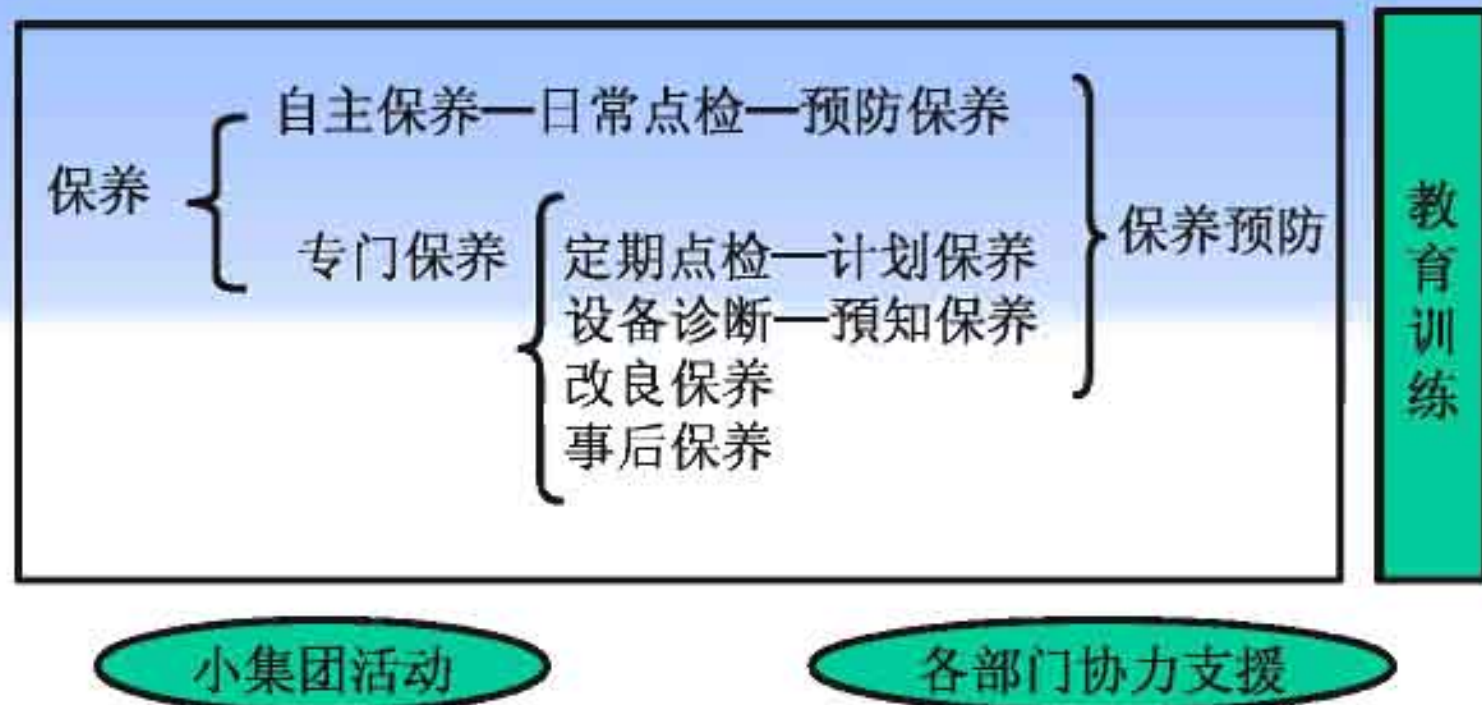 自主保养—日常点检—预防保养
保养
专门保养
定期点检—计划保养
设备诊断—預知保养
改良保养
事后保养
保养预防
教育训练
小集团活动
各部门协力支援